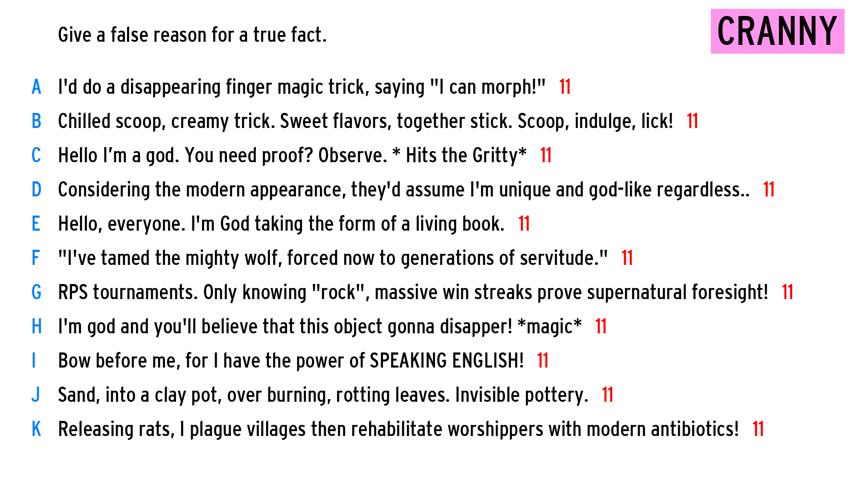 Give a false reason for a true fact.
CRANNY
A I'd do a disappearing finger magic trick, saying "I can morph!" 11
B Chilled scoop, creamy trick. Sweet flavors, together stick. Scoop, indulge, lick! 11
C Hello I'm a god. You need proof? Observe. * Hits the Gritty* 11
D Considering the modern appearance, they'd assume I'm unique and god-like regardless.. 11
E Hello, everyone. I'm God taking the form of a living book. 11
F "I've tamed the mighty wolf, forced now to generations of servitude." 11
G RPS tournaments. Only knowing "rock", massive win streaks prove supernatural foresight! 11
H I'm god and you'll believe that this object gonna disapper! *magic* 11
I Bow before me, for I have the power of SPEAKING ENGLISH! 11
J Sand, into a clay pot, over burning, rotting leaves. Invisible pottery. 11
K Releasing rats, I plague villages then rehabilitate worshippers with modern antibiotics! 11